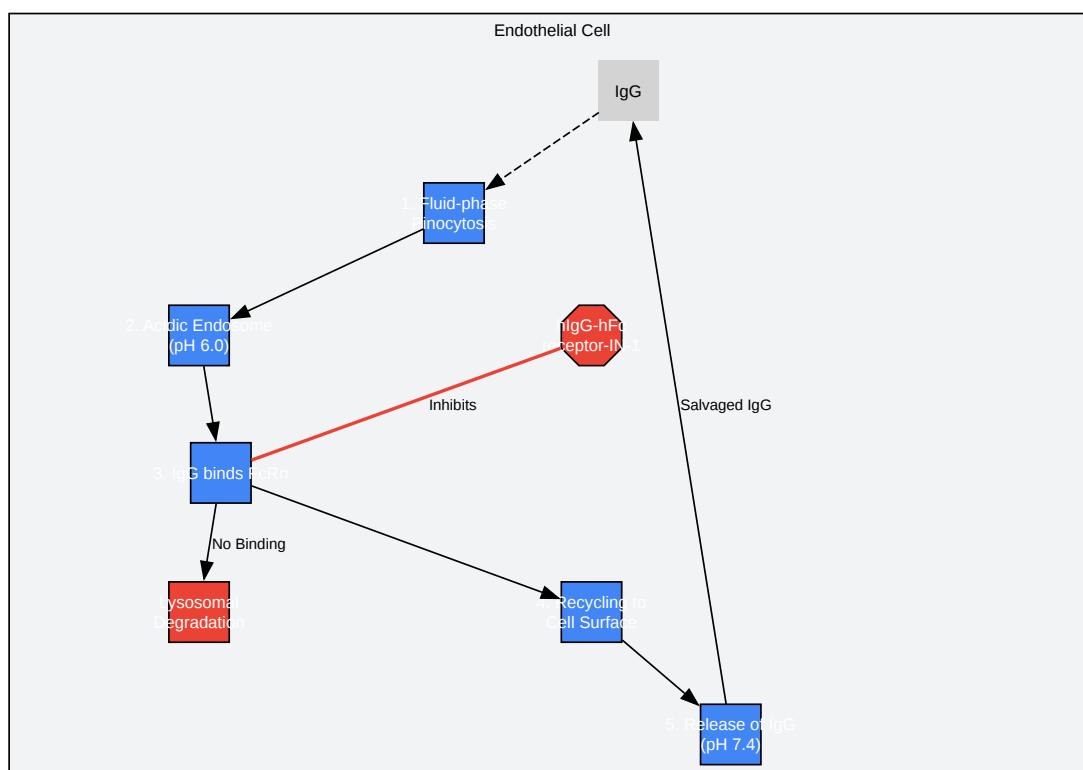 Endothelial Cell
IgG
1. Fluid-phase
Pinocytosis
2. Acidic Endosome
(pH 6.0)
hIgG-hFc
receptor-IN-1
Inhibits
Salvaged IgG
3. IgG binds FcRn
No Binding
Lysosomal
Degradation
4. Recycling to
Cell Surface
5. Release of IgG
(pH 7.4)